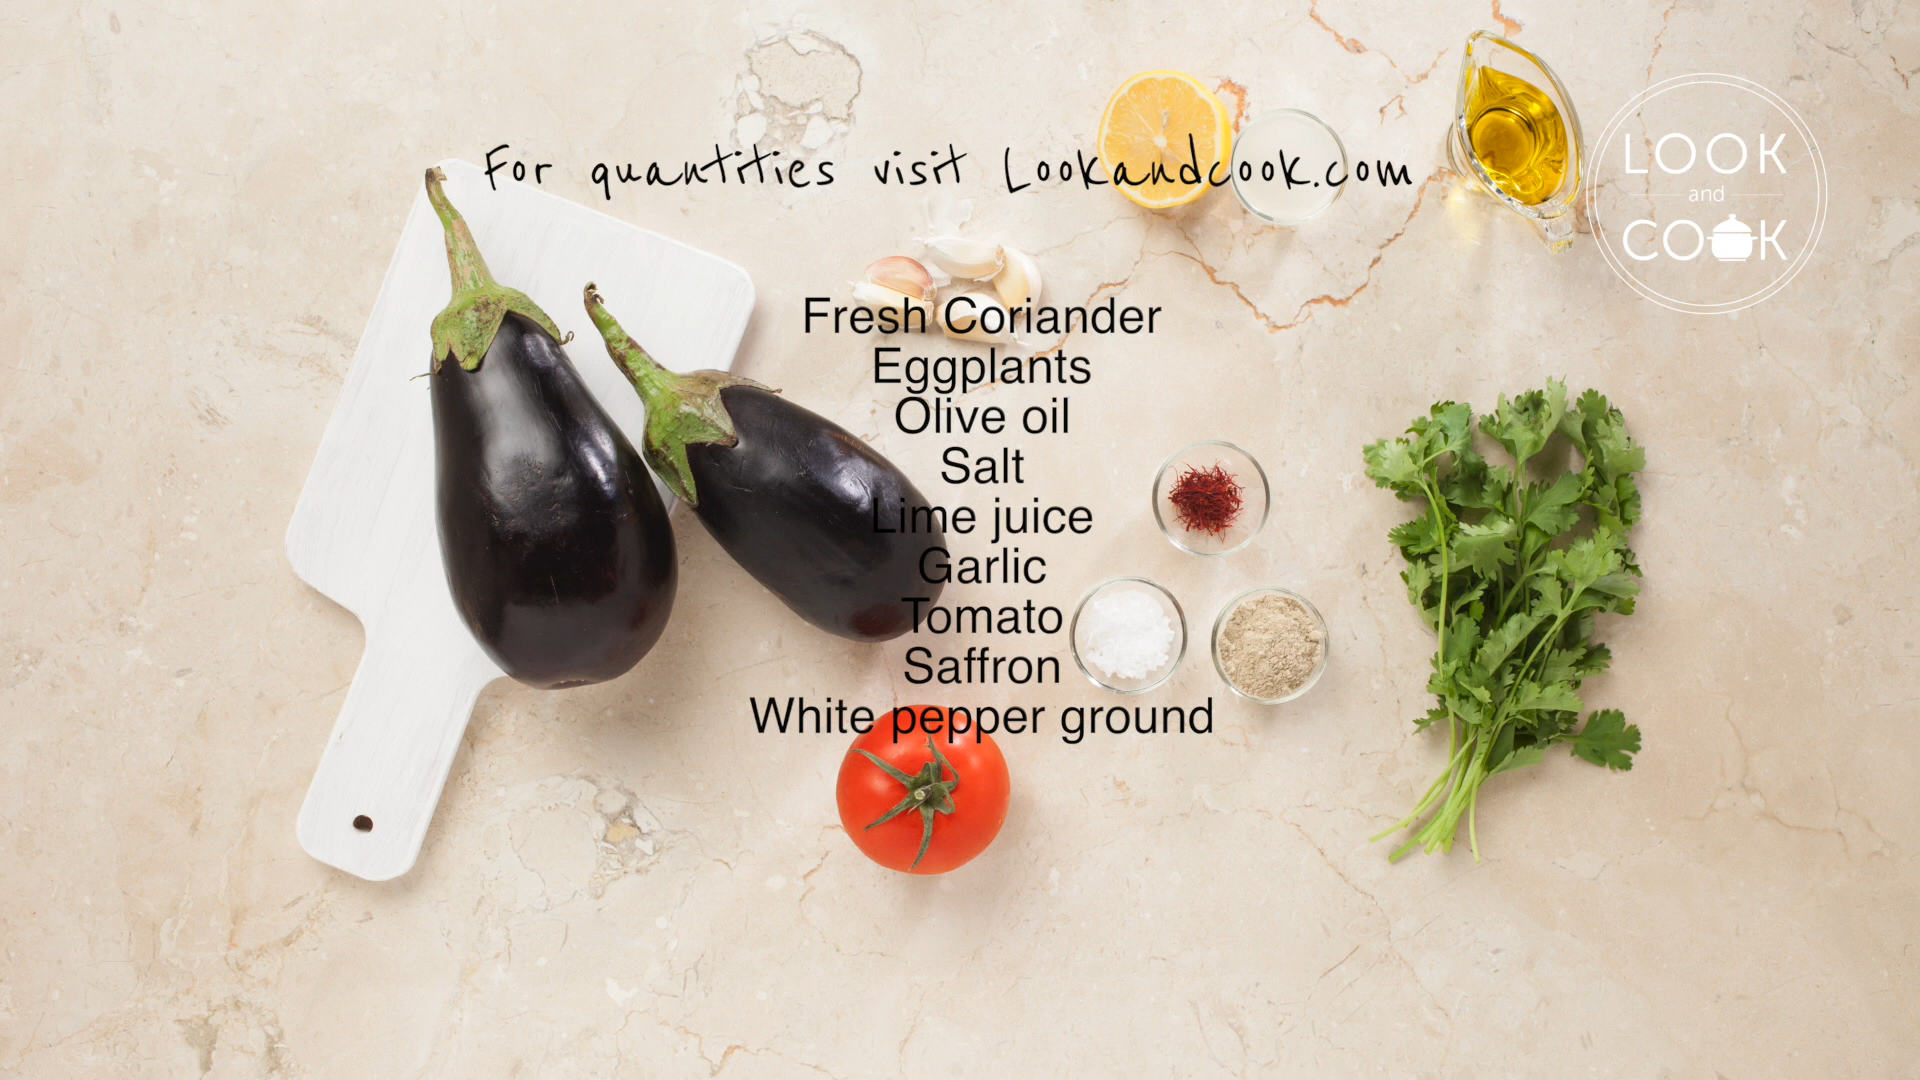 For quantities visit Lookandcook.com
LOOK
and
COOK
Fresh Coriander
Eggplants
Olive oil
Salt
Lime juice
Garlic
Tomato
Saffron
White pepper ground